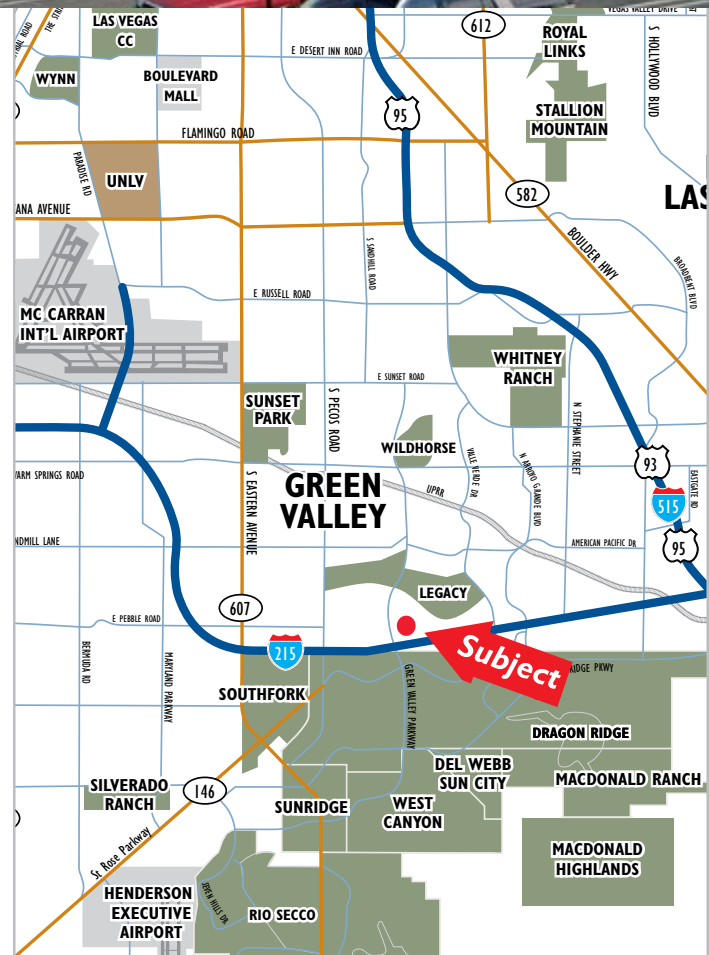 VEGAS VALLEY DRIVE
LAS VEGAS
CC
612
ROYAL
LINKS
S HOLLYWOOD BLVD
E DESERT INN ROAD
WYNN
BOULEVARD
MALL
95
STALLION
MOUNTAIN
FLAMINGO ROAD
PARADISE RD
UNLV
582
LAS
ANA AVENUE
BOULDER HWY
S SANDHILL ROAD
BROADBENT BLVD
E RUSSELL ROAD
MC CARRAN
INT'L AIRPORT
WHITNEY
RANCH
E SUNSET ROAD
SUNSET
PARK
S PECOS ROAD
N STEPHANIE STREET
WILDHORSE
VALLE VERDE DR
N ARROYO GRANDE BLVD
93
ARM SPRINGS ROAD
S EASTERN AVENUE
GREEN
VALLEY
UPRR
EASTGATE RD
515
NDMILL LANE
AMERICAN PACIFIC DR
95
LEGACY
607
E PEBBLE ROAD
215
Subject
BERMUDA RD
MARYLAND PARKWAY
GREEN VALLEY PARKWAY
IDGE PKWY
SOUTHFORK
DRAGON RIDGE
DEL WEBB
SUN CITY
MACDONALD RANCH
SILVERADO
RANCH
146
SUNRIDGE
WEST
CANYON
St Rose Parkway
MACDONALD
HIGHLANDS
HENDERSON
EXECUTIVE
AIRPORT
SEVEN HILLS DR
RIO SECCO